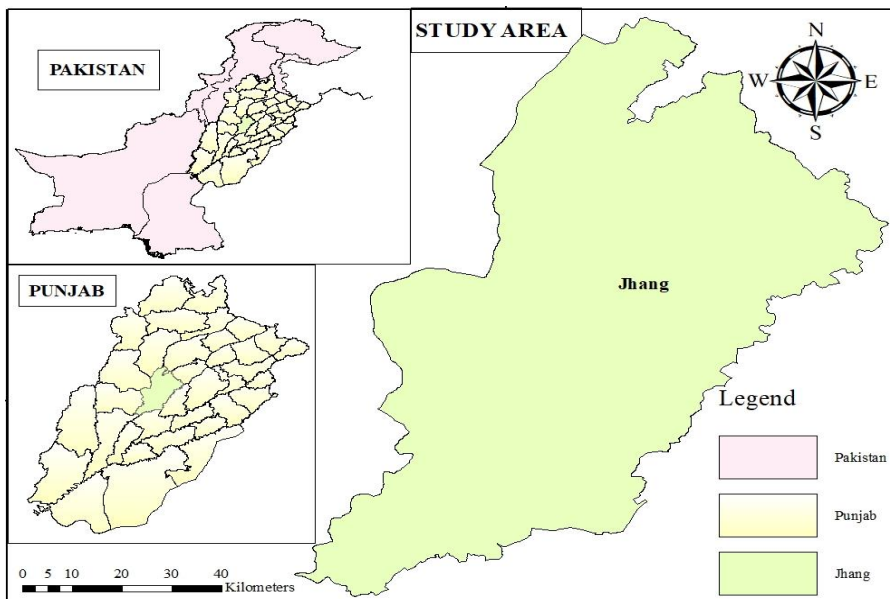 STUDY AREA
PAKISTAN
N
W E
S
PUNJAB
Jhang
Legend
Pakistan
Punjab
Jhang
0 5 10 20 30 40
Kilometers